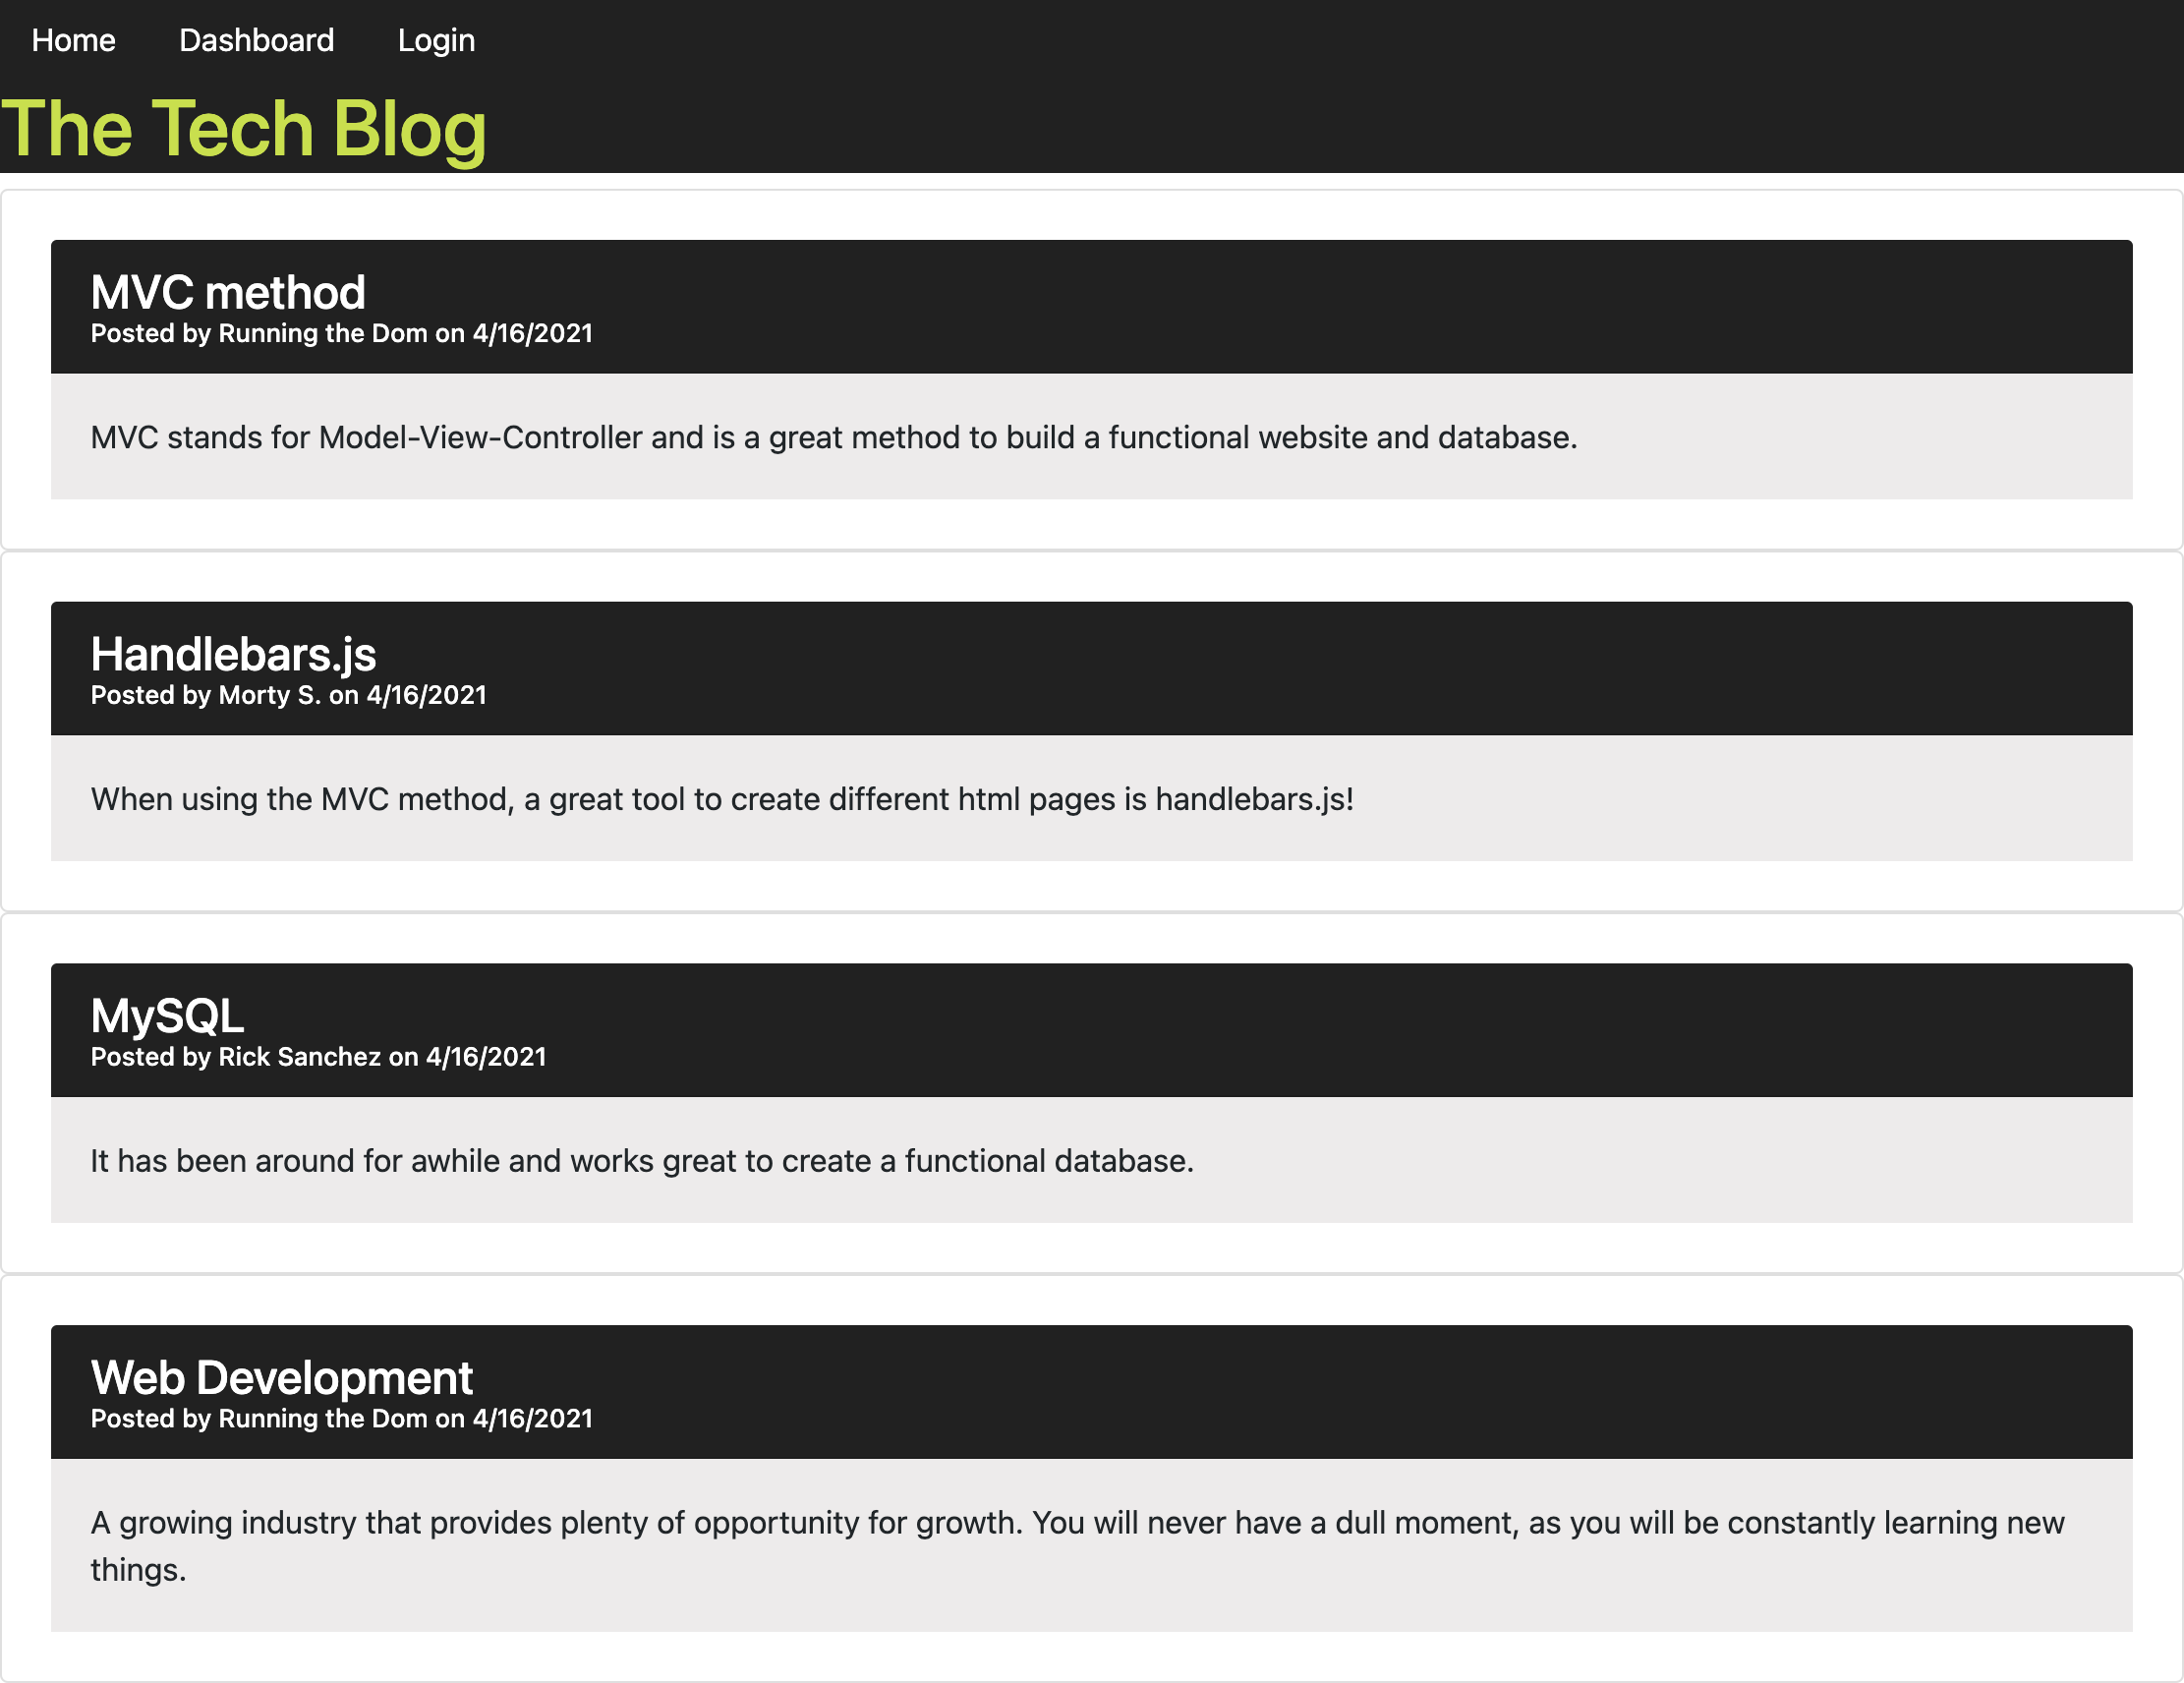 Home Dashboard Login
The Tech Blog
MVC method
Posted by Running the Dom on 4/16/2021
MVC stands for Model-View-Controller and is a great method to build a functional website and database.
Handlebars.js
Posted by Morty S. on 4/16/2021
When using the MVC method, a great tool to create different html pages is handlebars.js!
MySQL
Posted by Rick Sanchez on 4/16/2021
It has been around for awhile and works great to create a functional database.
Web Development
Posted by Running the Dom on 4/16/2021
A growing industry that provides plenty of opportunity for growth. You will never have a dull moment, as you will be constantly learning new
things.